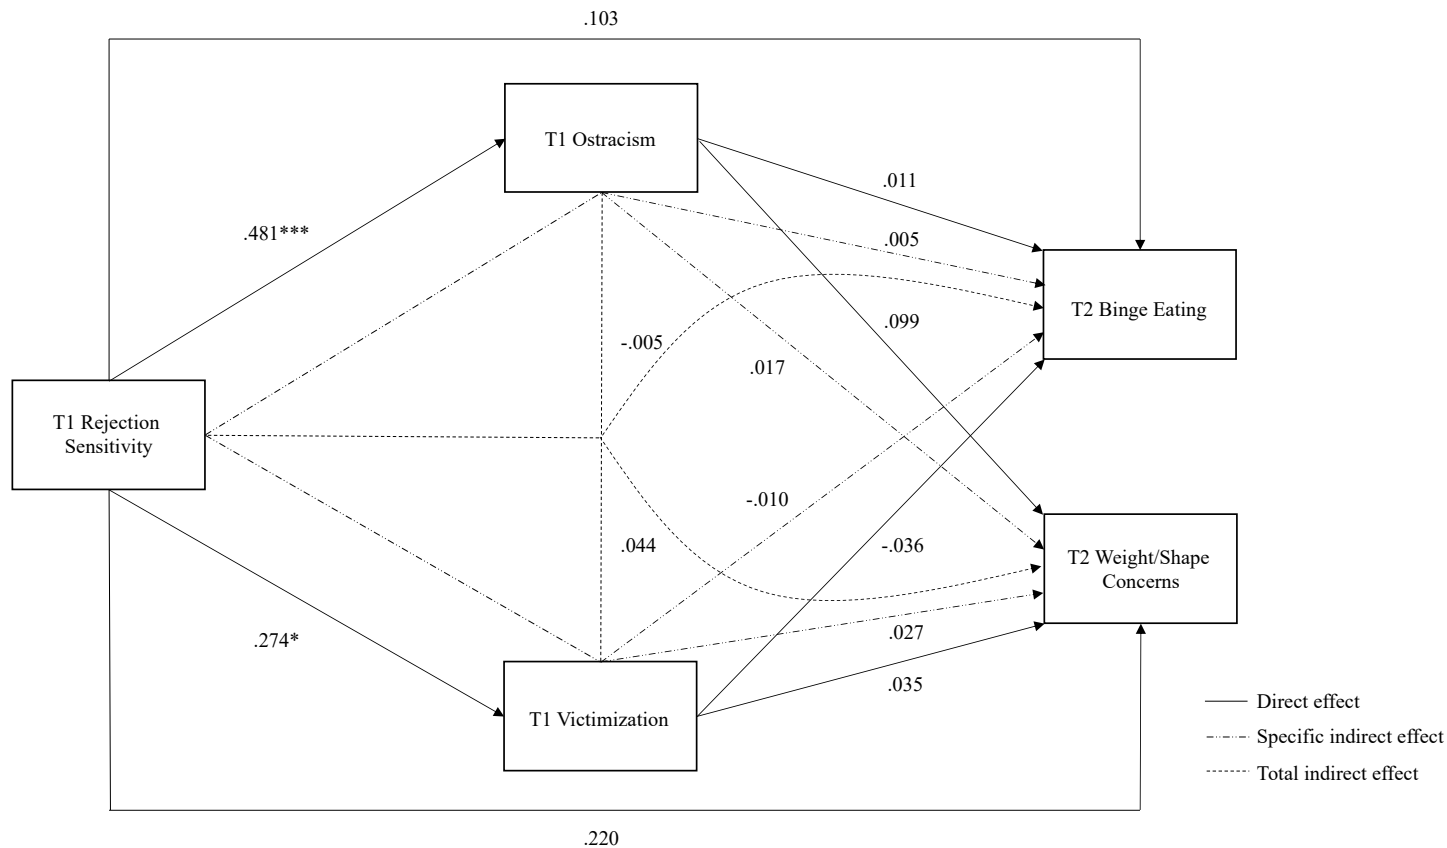 .103
T1 Ostracism
.011
.481***
.005
T2 Binge Eating
.099
-.005
.017
T1 Rejection
Sensitivity
-.010
.044
-.036
T2 Weight/Shape
Concerns
.027
.274*
.035
T1 Victimization
Direct effect
Specific indirect effect
Total indirect effect
.220